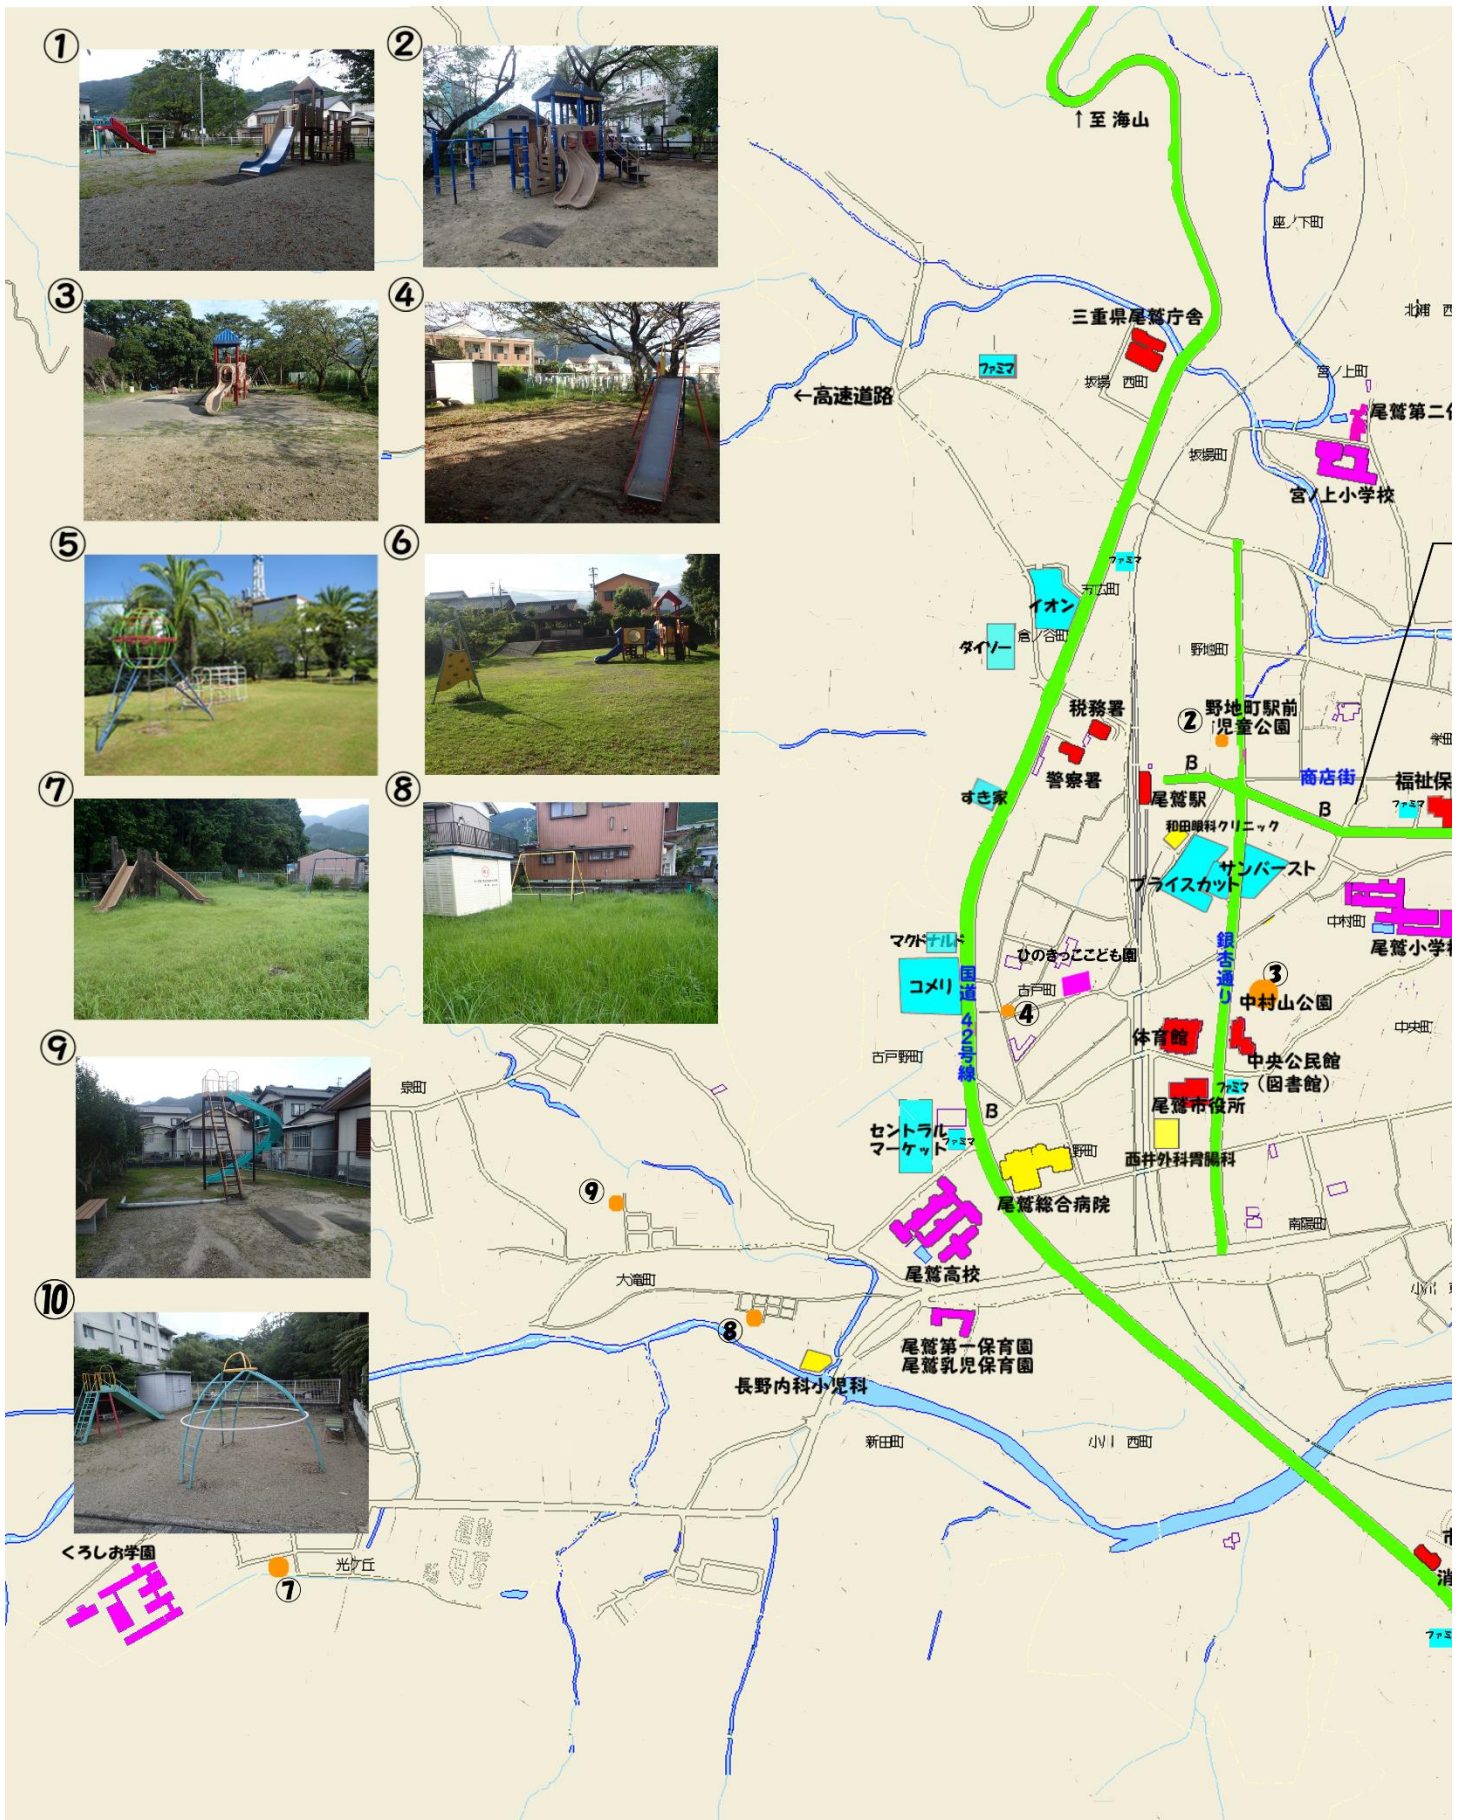 ①
②
③
④
⑤
⑥
⑦
⑧
⑨
⑩
↑至 海山
座ノ下町
三重県尾鷲庁舎
ファミマ
坂場 西町
←高速道路
北浦 西
宮ノ上町
尾鷲第二
坂場町
宮ノ上小学校
ファミマ
イオン
倉ノ谷町
ダイソー
野地町
税務署
②
野地町駅前
児童公園
警察署
B
商店街
福祉保
ファミマ
すき家
尾鷲駅
B
和田眼科クリニック
サンバースト
プライスカット
中村町
尾鷲小学校
マクドナルド
ひのきっここども園
銀杏通り
コメリ
国道 42号線
古戸町
③
中村山公園
④
中央町
体育館
古戸野町
中央公民館
(図書館)
泉町
ファミマ
尾鷲市役所
B
セントラル
マーケット
ファミマ
野町
西井外科胃腸科
⑨
尾鷲総合病院
南陽町
大滝町
尾鷲高校
⑧
尾鷲第一保育園
尾鷲乳児保育園
長野内科小児科
新田町
小川 西町
くろしお学園
光ケ丘
⑦
市
消